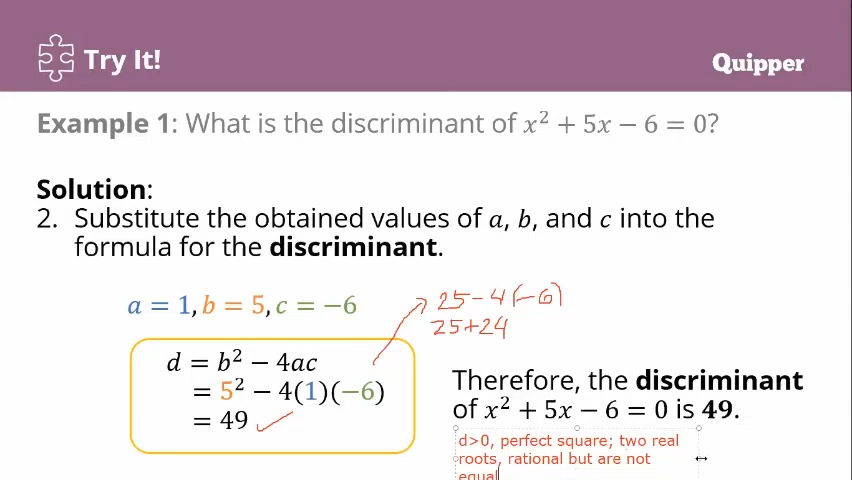 Try It!
Quipper
Example 1: What is the discriminant of x² + 5x − 6 = 0?
Solution:
2. Substitute the obtained values of a, b, and c into the
formula for the discriminant.
a = 1, b = 5, c = −6
25 - 4(-6)
25+24
d = b² − 4ac
= 5² − 4(1)(−6)
= 49
Therefore, the discriminant
of x² + 5x − 6 = 0 is 49.
d>0, perfect square; two real
roots, rational but are not
equal